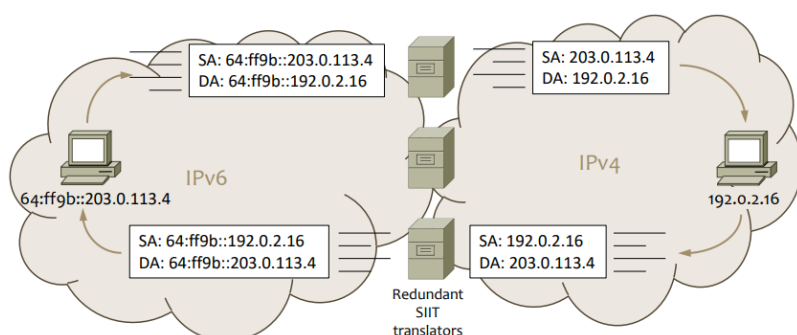 SA: 64:ff9b::203.0.113.4
DA: 64:ff9b::192.0.2.16
SA: 203.0.113.4
DA: 192.0.2.16
IPv6
IPv4
64:ff9b::203.0.113.4
192.0.2.16
SA: 64:ff9b::192.0.2.16
DA: 64:ff9b::203.0.113.4
SA: 192.0.2.16
DA: 203.0.113.4
Redundant
SIIT
translators